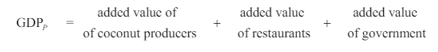 GDP_P = added value of of coconut producers + added value of restaurants + added value of government